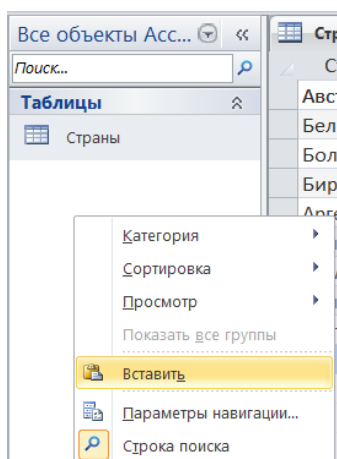 Все объекты Acc...
«
Поиск...
Таблицы
Страны
Стр
С
Авст
Бел
Бол
Бир
Арге
Категория
Сортировка
Просмотр
Показать все группы
Вставить
Параметры навигации...
Строка поиска